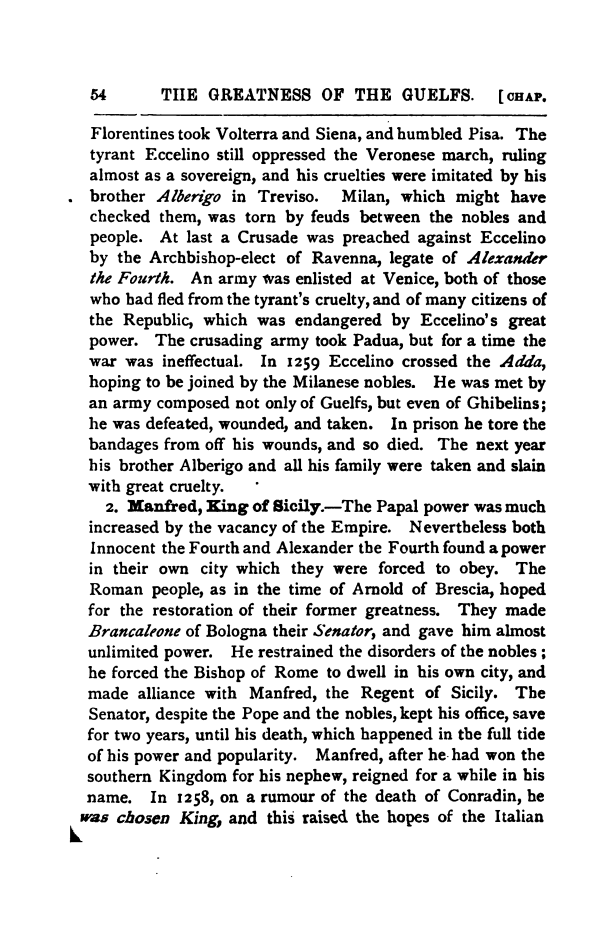 54 THE GREATNESS OF THE GUELFS. [CHAP.
Florentines took Volterra and Siena, and humbled Pisa. The
tyrant Eccelino still oppressed the Veronese march, ruling
almost as a sovereign, and his cruelties were imitated by his
brother Alberigo in Treviso. Milan, which might have
checked them, was torn by feuds between the nobles and
people. At last a Crusade was preached against Eccelino
by the Archbishop-elect of Ravenna, legate of Alexander
the Fourth. An army was enlisted at Venice, both of those
who had fled from the tyrant's cruelty, and of many citizens of
the Republic, which was endangered by Eccelino's great
power. The crusading army took Padua, but for a time the
war was ineffectual. In 1259 Eccelino crossed the Adda,
hoping to be joined by the Milanese nobles. He was met by
an army composed not only of Guelfs, but even of Ghibelins;
he was defeated, wounded, and taken. In prison he tore the
bandages from off his wounds, and so died. The next year
his brother Alberigo and all his family were taken and slain
with great cruelty.
2. Manfred, King of Sicily.—The Papal power was much
increased by the vacancy of the Empire. Nevertheless both
Innocent the Fourth and Alexander the Fourth found a power
in their own city which they were forced to obey. The
Roman people, as in the time of Arnold of Brescia, hoped
for the restoration of their former greatness. They made
Brancaleone of Bologna their Senator, and gave him almost
unlimited power. He restrained the disorders of the nobles;
he forced the Bishop of Rome to dwell in his own city, and
made alliance with Manfred, the Regent of Sicily. The
Senator, despite the Pope and the nobles, kept his office, save
for two years, until his death, which happened in the full tide
of his power and popularity. Manfred, after he had won the
southern Kingdom for his nephew, reigned for a while in his
name. In 1258, on a rumour of the death of Conradin, he
was chosen King, and this raised the hopes of the Italian